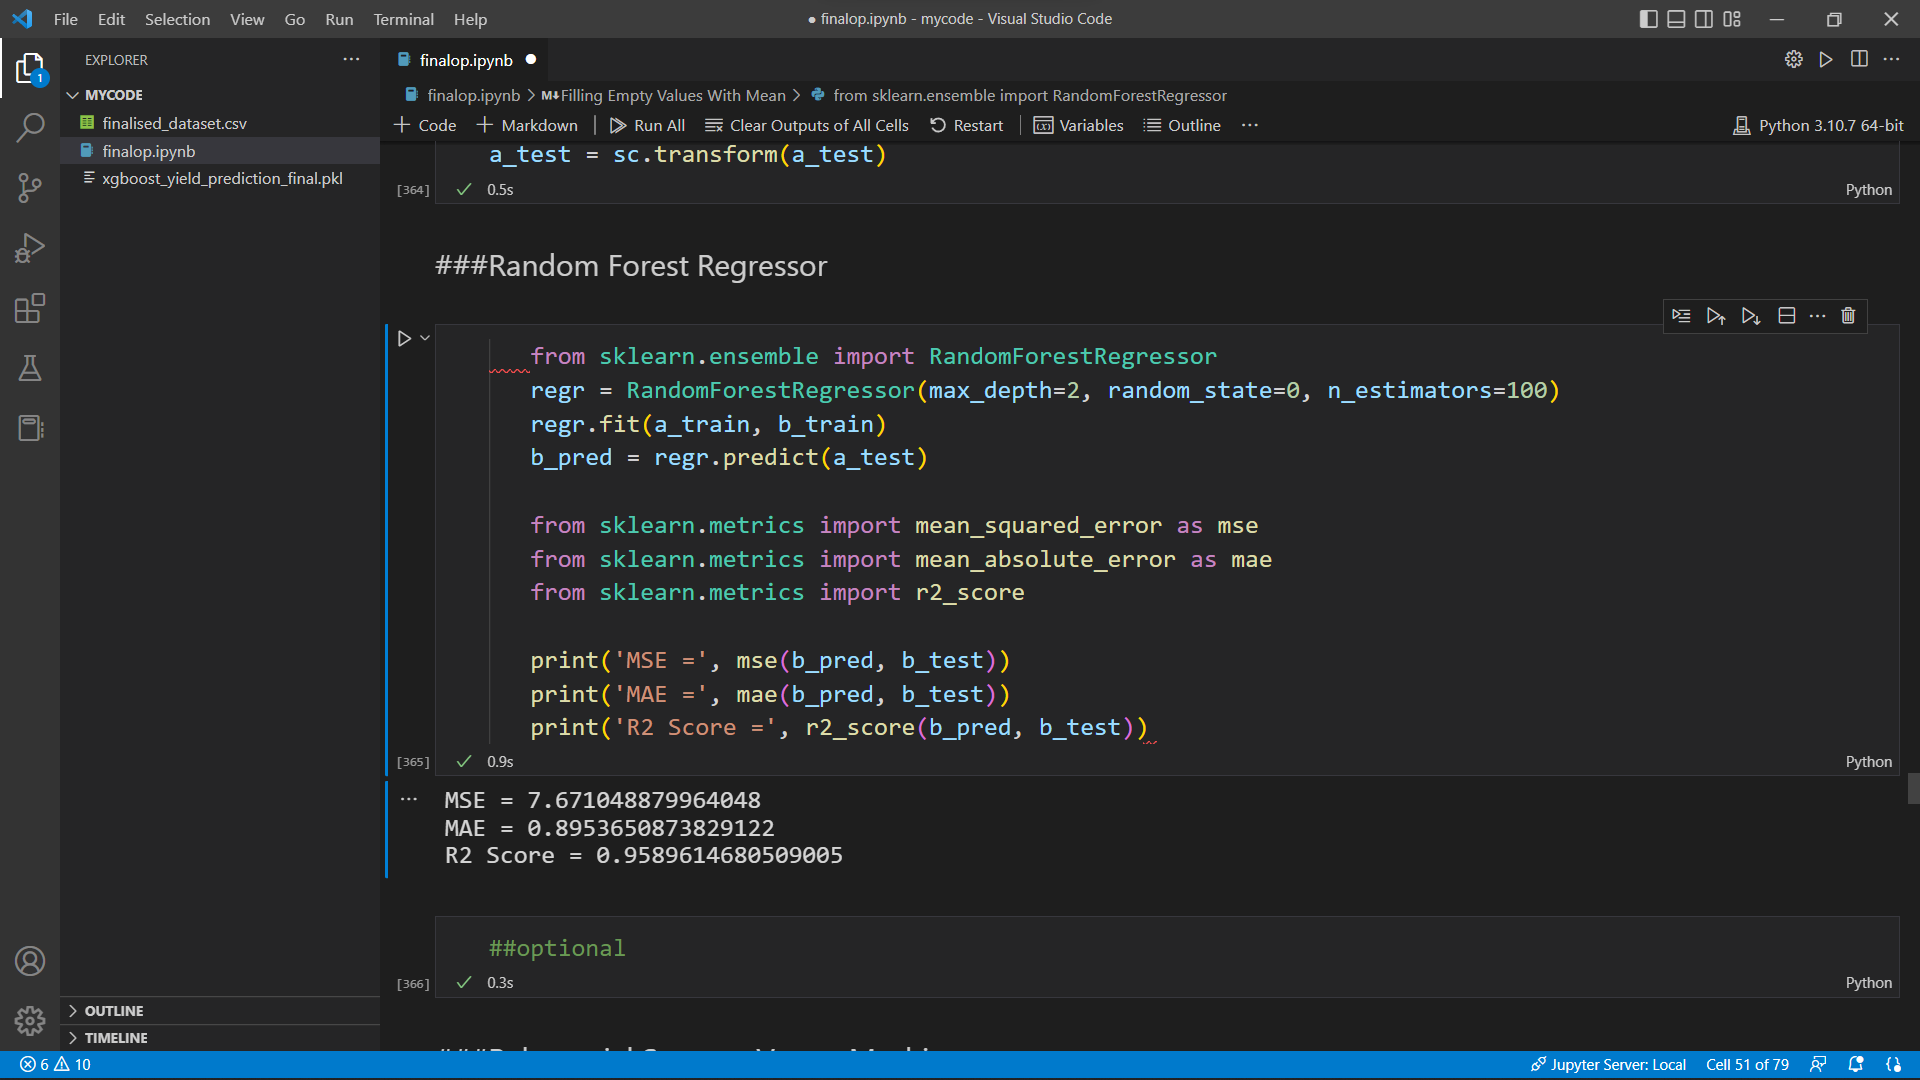 File Edit Selection View Go Run Terminal Help
● finalop.ipynb - mycode - Visual Studio Code
EXPLORER
MYCODE
finalised_dataset.csv
finalop.ipynb
xgboost_yield_prediction_final.pkl
OUTLINE
TIMELINE
1
finalop.ipynb
finalop.ipynb > M↓Filling Empty Values With Mean > from sklearn.ensemble import RandomForestRegressor
+ Code + Markdown | Run All Clear Outputs of All Cells Restart | Variables Outline ···
Python 3.10.7 64-bit
a_test = sc.transform(a_test)
[364] ✓ 0.5s Python
###Random Forest Regressor
from sklearn.ensemble import RandomForestRegressor
regr = RandomForestRegressor(max_depth=2, random_state=0, n_estimators=100)
regr.fit(a_train, b_train)
b_pred = regr.predict(a_test)
from sklearn.metrics import mean_squared_error as mse
from sklearn.metrics import mean_absolute_error as mae
from sklearn.metrics import r2_score
print('MSE =', mse(b_pred, b_test))
print('MAE =', mae(b_pred, b_test))
print('R2 Score =', r2_score(b_pred, b_test))
[365] ✓ 0.9s Python
MSE = 7.671048879964048
MAE = 0.8953650873829122
R2 Score = 0.9589614680509005
##optional
[366] ✓ 0.3s Python
6 10
Jupyter Server: Local Cell 51 of 79